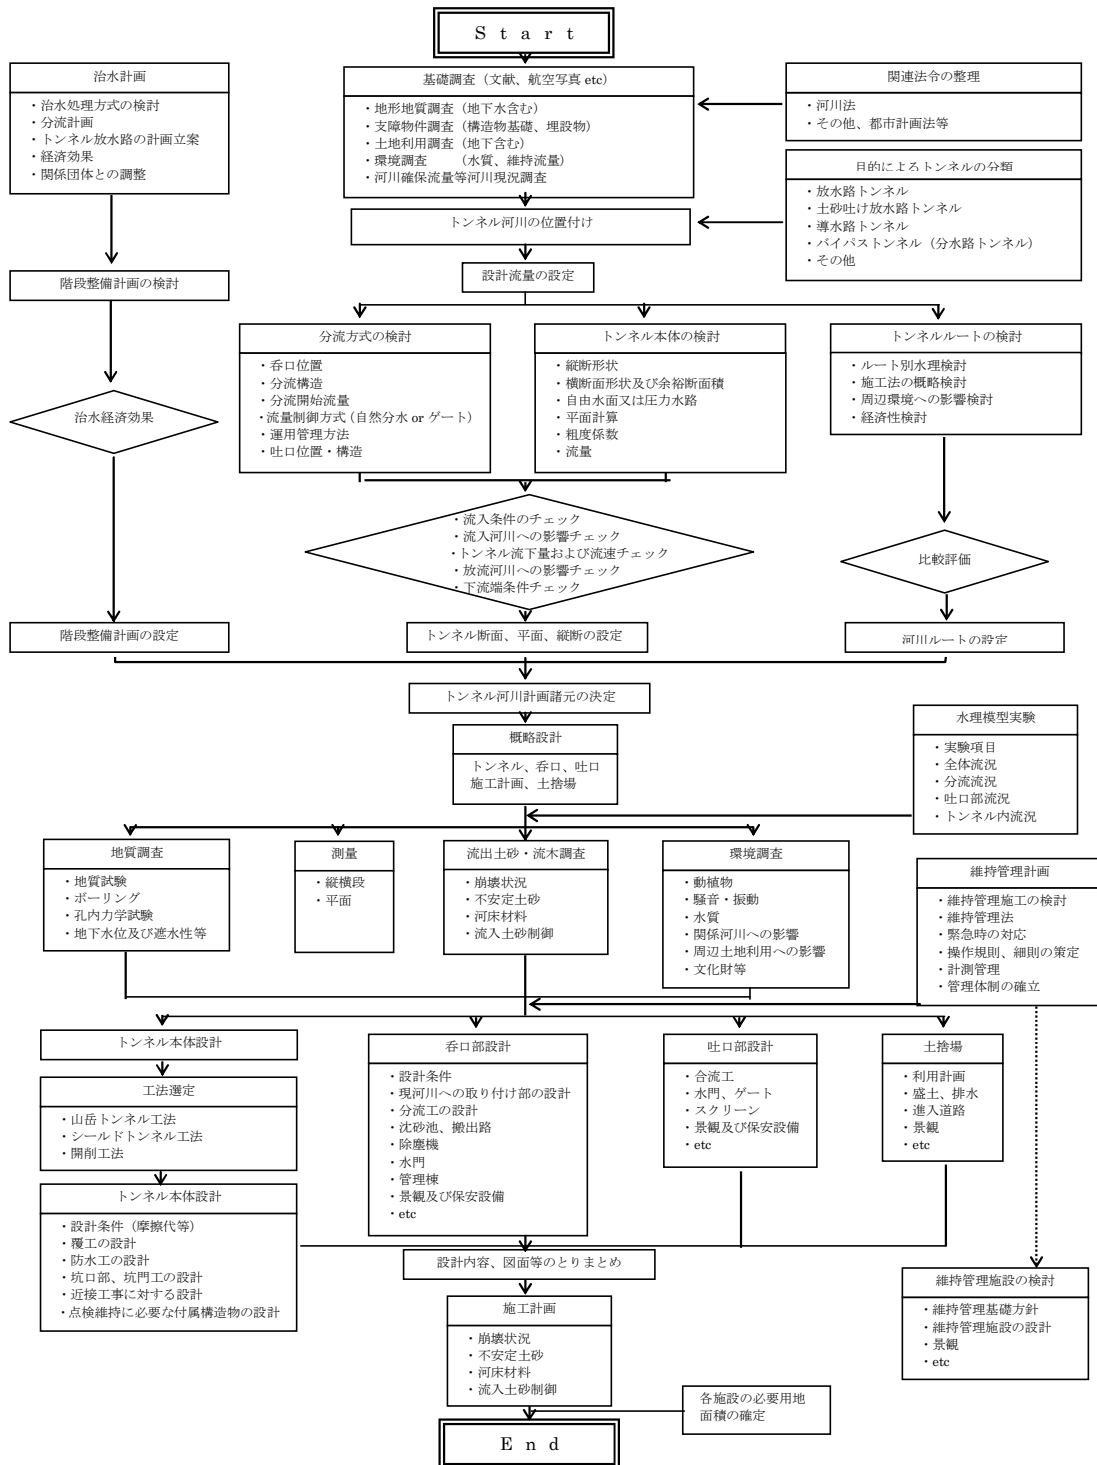 Start
治水計画
・治水処理方式の検討
・分流計画
・トンネル放水路の計画立案
・経済効果
・関係団体との調整
基礎調査（文献、航空写真 etc）
・地形地質調査（地下水含む）
・支障物件調査（構造物基礎、埋設物）
・土地利用調査（地下含む）
・環境調査　　（水質、維持流量）
・河川確保流量等河川現況調査
関連法令の整理
・河川法
・その他、都市計画法等
目的によるトンネルの分類
・放水路トンネル
・土砂吐け放水路トンネル
・導水路トンネル
・バイパストンネル（分水路トンネル）
・その他
トンネル河川の位置付け
設計流量の設定
階段整備計画の検討
分流方式の検討
・呑口位置
・分流構造
・分流開始流量
・流量制御方式（自然分水 or ゲート）
・運用管理方法
・吐口位置・構造
トンネル本体の検討
・縦断形状
・横断面形状及び余裕断面積
・自由水面又は圧力水路
・平面計算
・粗度係数
・流量
トンネルルートの検討
・ルート別水理検討
・施工法の概略検討
・周辺環境への影響検討
・経済性検討
治水経済効果
・流入条件のチェック
・流入河川への影響チェック
・トンネル流下量および流速チェック
・放流河川への影響チェック
・下流端条件チェック
比較評価
階段整備計画の設定
トンネル断面、平面、縦断の設定
河川ルートの設定
トンネル河川計画諸元の決定
概略設計
トンネル、呑口、吐口
施工計画、土捨場
水理模型実験
・実験項目
・全体流況
・分流流況
・吐口部流況
・トンネル内流況
地質調査
・地質試験
・ボーリング
・孔内力学試験
・地下水位及び遮水性等
測量
・縦横段
・平面
流出土砂・流木調査
・崩壊状況
・不安定土砂
・河床材料
・流入土砂制御
環境調査
・動植物
・騒音・振動
・水質
・関係河川への影響
・周辺土地利用への影響
・文化財等
維持管理計画
・維持管理施工の検討
・維持管理法
・緊急時の対応
・操作規則、細則の策定
・計測管理
・管理体制の確立
トンネル本体設計
工法選定
・山岳トンネル工法
・シールドトンネル工法
・開削工法
トンネル本体設計
・設計条件（摩擦代等）
・覆工の設計
・防水工の設計
・坑口部、坑門工の設計
・近接工事に対する設計
・点検維持に必要な付属構造物の設計
呑口部設計
・設計条件
・現河川への取り付け部の設計
・分流工の設計
・沈砂池、搬出路
・除塵機
・水門
・管理棟
・景観及び保安設備
・etc
吐口部設計
・合流工
・水門、ゲート
・スクリーン
・景観及び保安設備
・etc
土捨場
・利用計画
・盛土、排水
・進入道路
・景観
・etc
設計内容、図面等のとりまとめ
維持管理施設の検討
・維持管理基礎方針
・維持管理施設の設計
・景観
・etc
施工計画
・崩壊状況
・不安定土砂
・河床材料
・流入土砂制御
各施設の必要用地
面積の確定
End